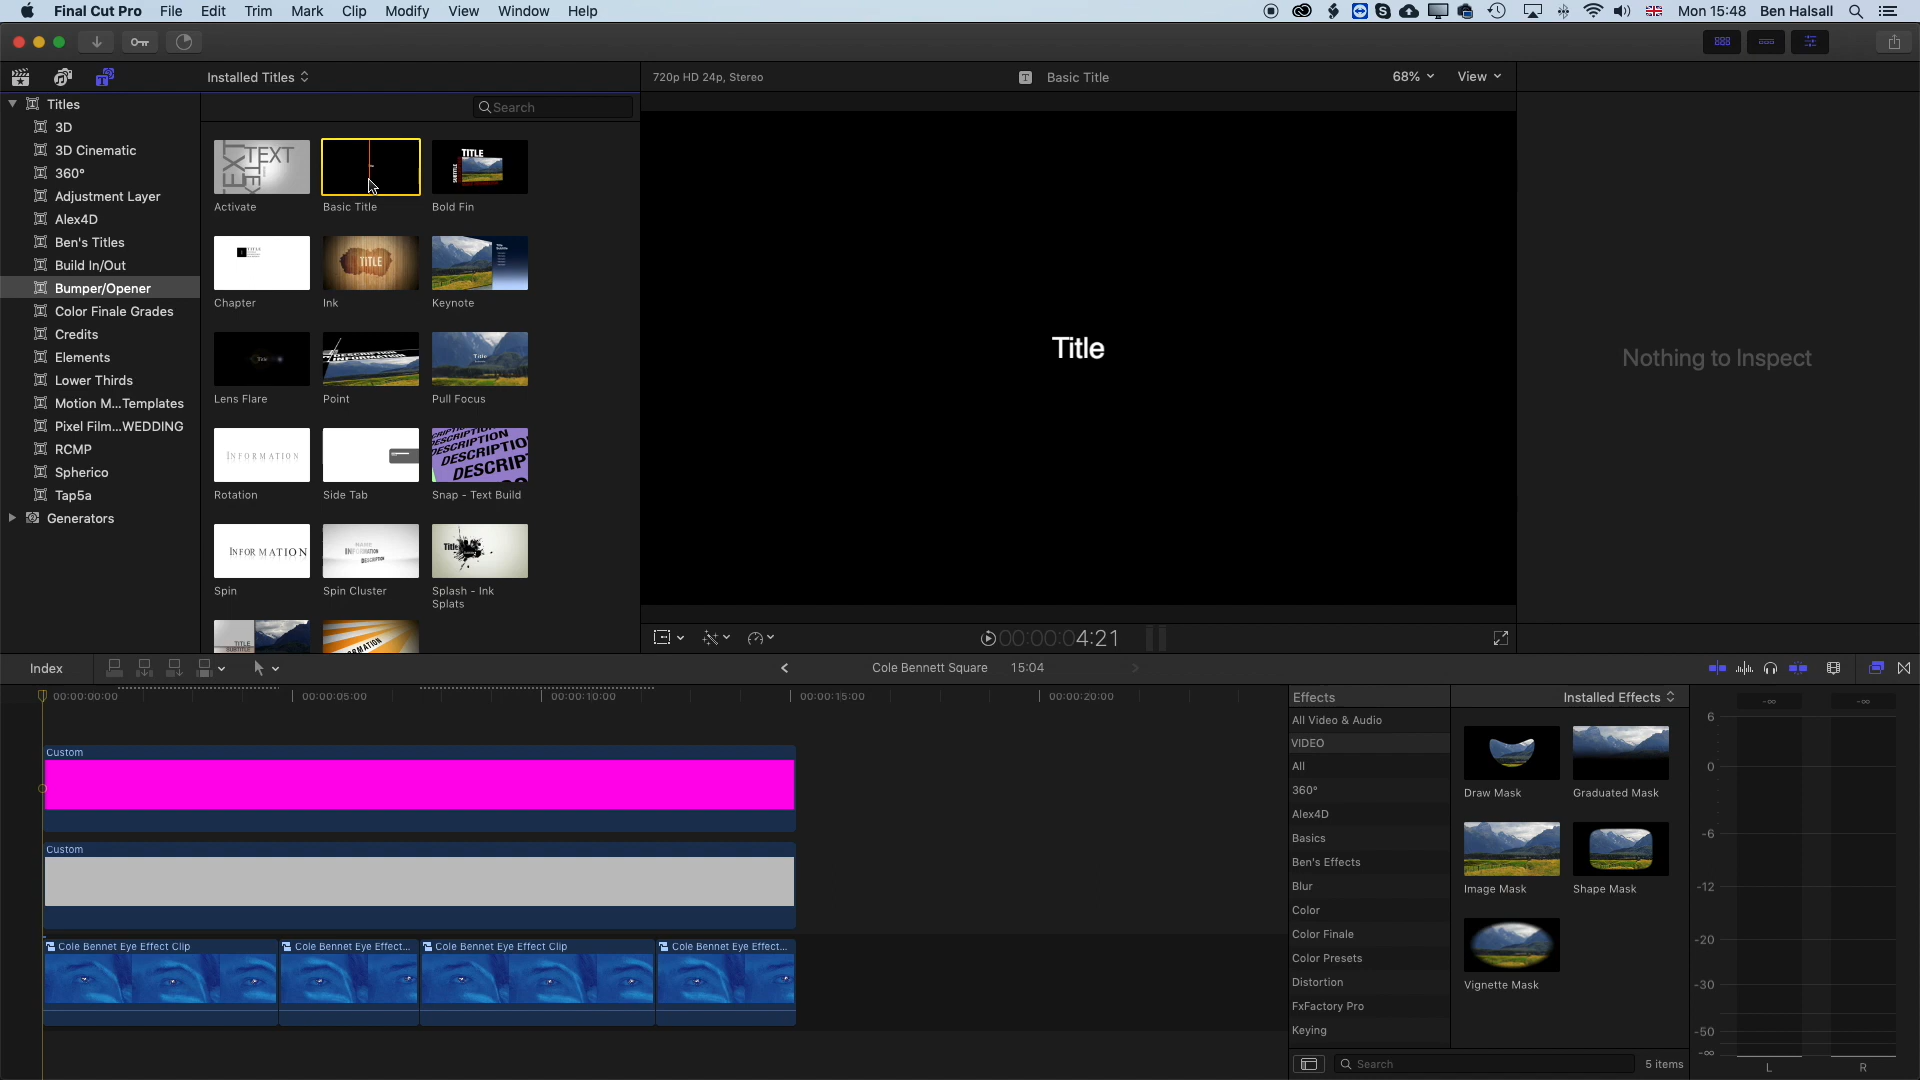 Final Cut Pro File Edit Trim Mark Clip Modify View Window Help Mon 15:48 Ben Halsall
Installed Titles
720p HD 24p, Stereo
Basic Title
68% View
Titles
3D
3D Cinematic
360°
Adjustment Layer
Alex4D
Ben's Titles
Build In/Out
Bumper/Opener
Color Finale Grades
Credits
Elements
Lower Thirds
Motion M...Templates
Pixel Film...WEDDING
RCMP
Spherico
Tap5a
Generators
Search
TEXT
TITLE
Activate
Basic Title
Bold Fin
TITLE
Chapter
Ink
Keynote
DESCRIPTION
INFORMATION
Title
Lens Flare
Point
Pull Focus
INFORMATION
DESCRIPTION
Rotation
Side Tab
Snap - Text Build
INFORMATION
NAME
INFORMATION
DESCRIPTION
Title
Spin
Spin Cluster
Splash - Ink
Splats
TITLE
SUBTITLE
Title
Nothing to Inspect
00:00:04:21
Index
Cole Bennett Square 15:04
00:00:00:00 00:00:05:00 00:00:10:00 00:00:15:00 00:00:20:00
Custom
Custom
Cole Bennet Eye Effect Clip
Cole Bennet Eye Effect...
Cole Bennet Eye Effect Clip
Cole Bennet Eye Effect...
Effects
Installed Effects
All Video & Audio
VIDEO
All
360°
Alex4D
Basics
Ben's Effects
Blur
Color
Color Finale
Color Presets
Distortion
FxFactory Pro
Keying
Draw Mask
Graduated Mask
Image Mask
Shape Mask
Vignette Mask
Search
5 items
-∞ -∞
6
0
-6
-12
-20
-30
-50
-∞
L R